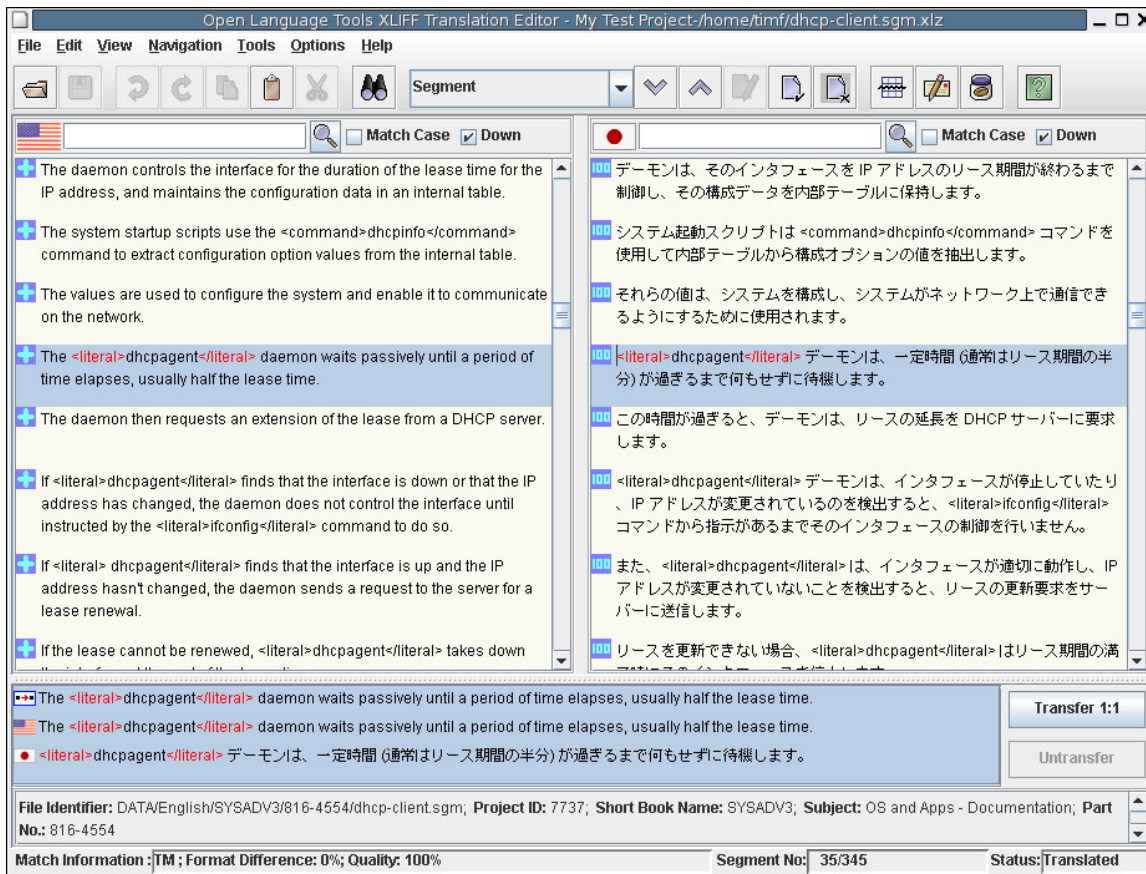 Open Language Tools XLIFF Translation Editor - My Test Project-/home/timf/dhcp-client.sgm.xlz
File Edit View Navigation Tools Options Help
Segment
Match Case Down
Match Case Down
The daemon controls the interface for the duration of the lease time for the
IP address, and maintains the configuration data in an internal table.
The system startup scripts use the <command>dhcpinfo</command>
command to extract configuration option values from the internal table.
The values are used to configure the system and enable it to communicate
on the network.
The <literal>dhcpagent</literal> daemon waits passively until a period of
time elapses, usually half the lease time.
The daemon then requests an extension of the lease from a DHCP server.
If <literal>dhcpagent</literal> finds that the interface is down or that the IP
address has changed, the daemon does not control the interface until
instructed by the <literal>ifconfig</literal> command to do so.
If <literal> dhcpagent</literal> finds that the interface is up and the IP
address hasn't changed, the daemon sends a request to the server for a
lease renewal.
If the lease cannot be renewed, <literal>dhcpagent</literal> takes down
100 デーモンは、そのインタフェースを IP アドレスのリース期間が終わるまで
制御し、その構成データを内部テーブルに保持します。
100 システム起動スクリプトは <command>dhcpinfo</command> コマンドを
使用して内部テーブルから構成オプションの値を抽出します。
100 それらの値は、システムを構成し、システムがネットワーク上で通信でき
るようにするために使用されます。
100 <literal>dhcpagent</literal> デーモンは、一定時間 (通常はリース期間の半
分) が過ぎるまで何もせずに待機します。
100 この時間が過ぎると、デーモンは、リースの延長を DHCP サーバーに要求
します。
100 <literal>dhcpagent</literal> デーモンは、インタフェースが停止していたり
、IP アドレスが変更されているのを検出すると、<literal>ifconfig</literal>
コマンドから指示があるまでそのインタフェースの制御を行いません。
100 また、<literal>dhcpagent</literal> は、インタフェースが適切に動作し、IP
アドレスが変更されていないことを検出すると、リースの更新要求をサー
バーに送信します。
100 リースを更新できない場合、<literal>dhcpagent</literal> はリース期間の満
The <literal>dhcpagent</literal> daemon waits passively until a period of time elapses, usually half the lease time.
The <literal>dhcpagent</literal> daemon waits passively until a period of time elapses, usually half the lease time.
<literal>dhcpagent</literal> デーモンは、一定時間 (通常はリース期間の半分) が過ぎるまで何もせずに待機します。
Transfer 1:1
Untransfer
File Identifier: DATA/English/SYSADV3/816-4554/dhcp-client.sgm; Project ID: 7737; Short Book Name: SYSADV3; Subject: OS and Apps - Documentation; Part
No.: 816-4554
Match Information : TM ; Format Difference: 0%; Quality: 100% Segment No: 35/345 Status: Translated